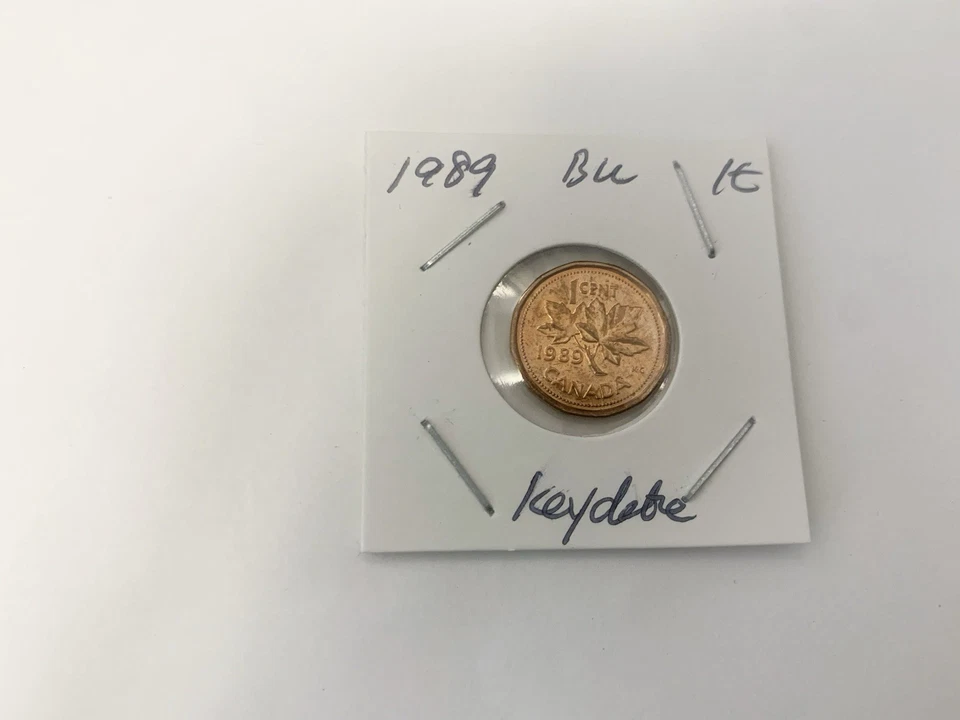 1989 BU 1¢
1 CENT
1989
CANADA
Keydate